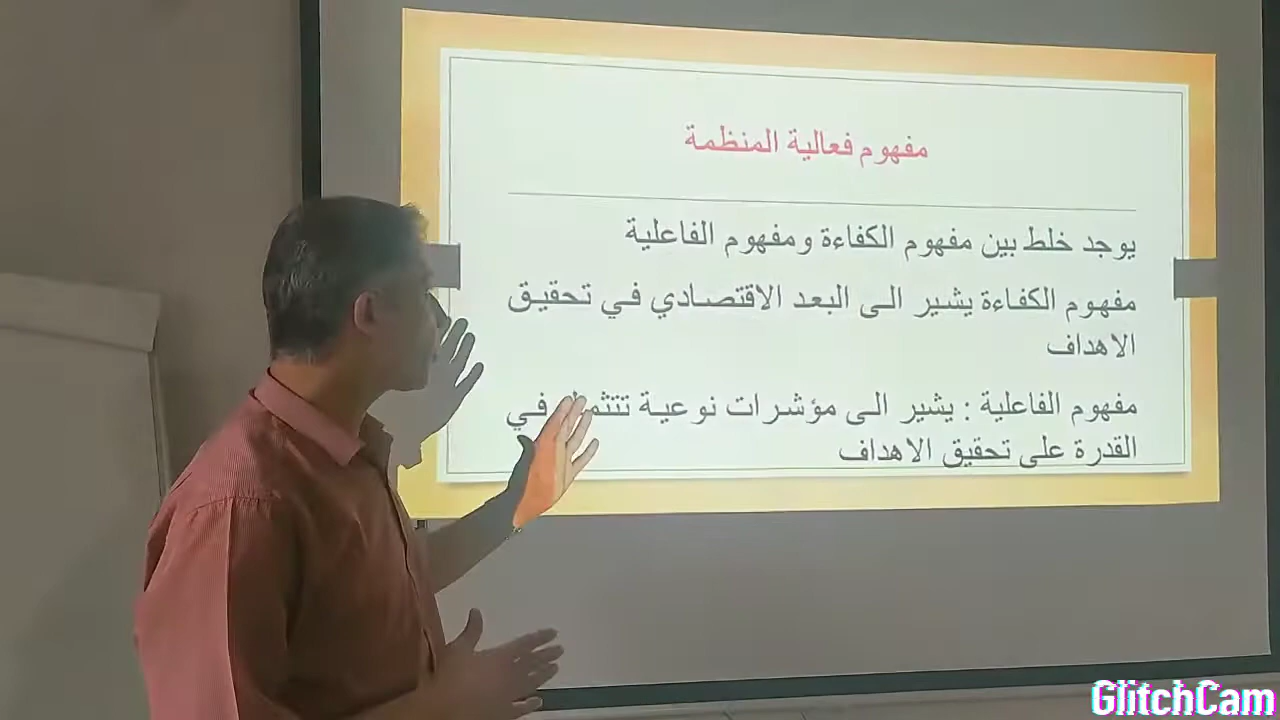 مفهوم فعالية المنظمة
يوجد خلط بين مفهوم الكفاءة ومفهوم الفاعلية
مفهوم الكفاءة يشير الى البعد الاقتصادي في تحقيق
الاهداف
مفهوم الفاعلية : يشير الى مؤشرات نوعية في
القدرة على تحقيق الاهداف
GlitchCam